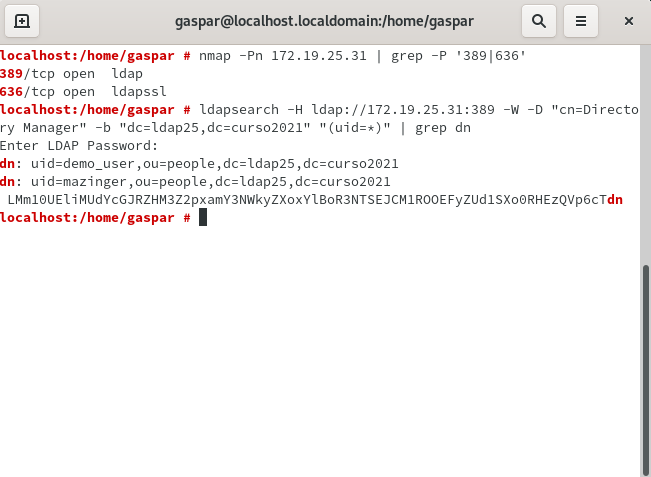 gaspar@localhost.localdomain:/home/gaspar
localhost:/home/gaspar # nmap -Pn 172.19.25.31 | grep -P '389|636'
389/tcp open  ldap
636/tcp open  ldapssl
localhost:/home/gaspar # ldapsearch -H ldap://172.19.25.31:389 -W -D "cn=Directo
ry Manager" -b "dc=ldap25,dc=curso2021" "(uid=*)" | grep dn
Enter LDAP Password:
dn: uid=demo_user,ou=people,dc=ldap25,dc=curso2021
dn: uid=mazinger,ou=people,dc=ldap25,dc=curso2021
 LMm10UEliMUdYcGJRZHM3Z2pxamY3NWkyZXoxYlBoR3NTSEJCM1ROOEFyZUd1SXo0RHEzQVp6cTdn
localhost:/home/gaspar #